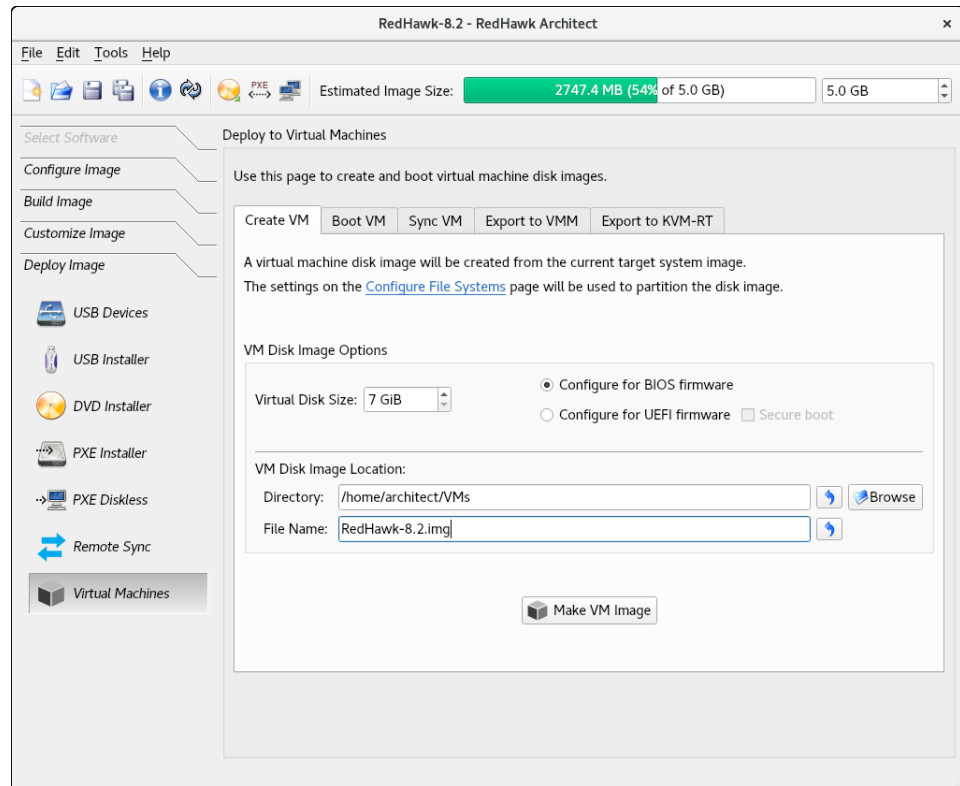 RedHawk-8.2 - RedHawk Architect
File Edit Tools Help
PXE Estimated Image Size: 2747.4 MB (54% of 5.0 GB) 5.0 GB
Select Software
Configure Image
Build Image
Customize Image
Deploy Image
USB Devices
USB Installer
DVD Installer
PXE Installer
PXE Diskless
Remote Sync
Virtual Machines
Deploy to Virtual Machines
Use this page to create and boot virtual machine disk images.
Create VM Boot VM Sync VM Export to VMM Export to KVM-RT
A virtual machine disk image will be created from the current target system image.
The settings on the Configure File Systems page will be used to partition the disk image.
VM Disk Image Options
Virtual Disk Size: 7 GiB
Configure for BIOS firmware
Configure for UEFI firmware Secure boot
VM Disk Image Location:
Directory: /home/architect/VMs Browse
File Name: RedHawk-8.2.img
Make VM Image